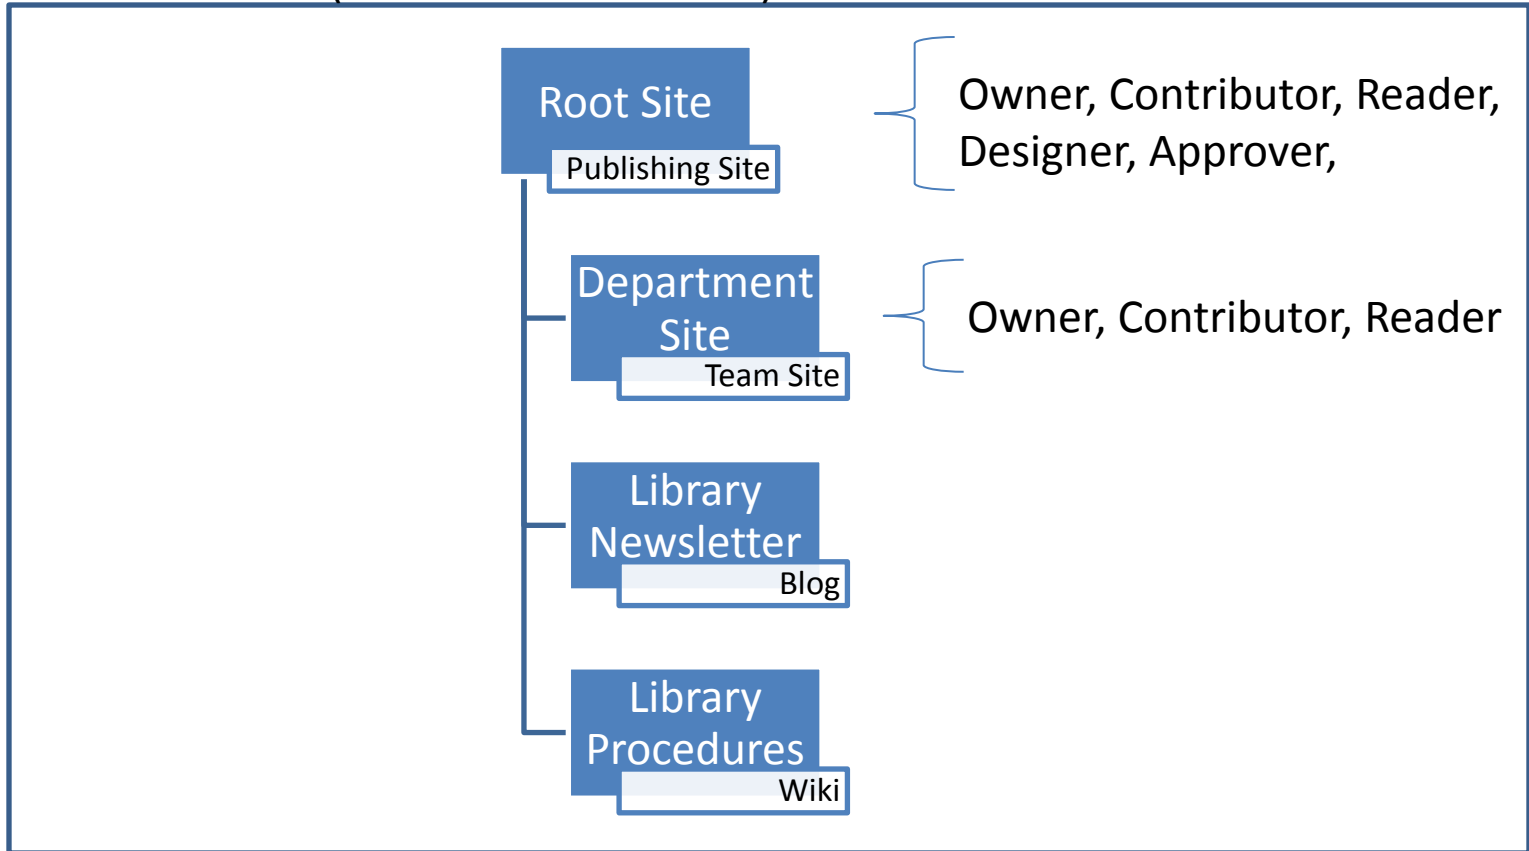 Root Site
Publishing Site
Owner, Contributor, Reader,
Designer, Approver,
Department
Site
Team Site
Owner, Contributor, Reader
Library
Newsletter
Blog
Library
Procedures
Wiki